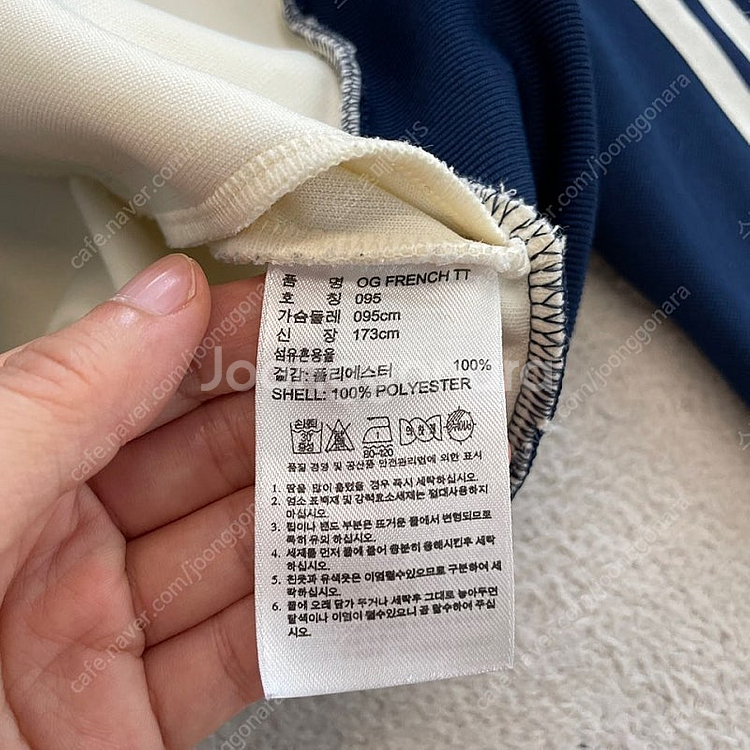 품 명 OG FRENCH TT
호 칭 095
가슴둘레 095cm
신 장 173cm
섬유혼용율
겉감: 폴리에스터 100%
SHELL: 100% POLYESTER
손세탁
30°
중성
80-120
품질 경영 및 공산품 안전관리법에 의한 표시
1. 땀을 많이 흘렸을 경우 즉시 세탁하십시오.
2. 염소 표백제 및 강력효소세제는 절대사용하지
마십시오.
3. 팁이나 밴드 부분은 뜨거운 물에서 변형되므로
특히 유의 하십시오.
4. 세제를 먼저 물에 풀어 충분히 용해시킨후 세탁
하십시오.
5. 흰옷과 유색옷은 이염될수있으므로 구분하여 세
탁하십시오.
6. 물에 오래 담가 두거나 세탁후 그대로 놓아두면
탈색이나 이염이 될수있으니 곧 탈수하여 주십
시오.
cafe.naver.com/joonggonara